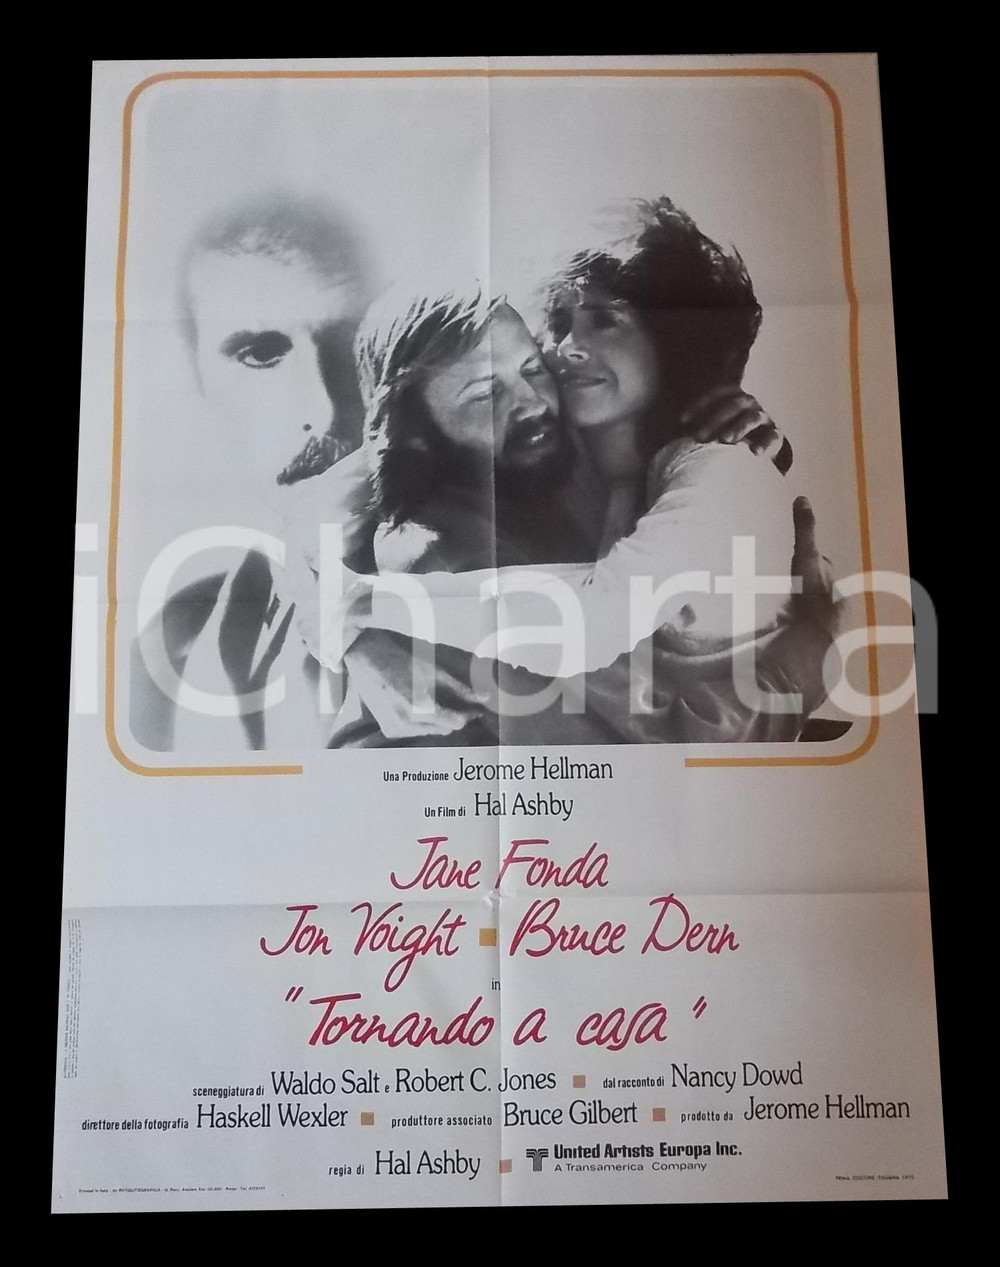 iCharta
Una Produzione Jerome Hellman
Un Film di Hal Ashby
Jane Fonda
Jon Voight Bruce Dern
in
"Tornando a casa"
sceneggiatura di Waldo Salt e Robert C. Jones dal racconto di Nancy Dowd
direttore della fotografia Haskell Wexler produttore associato Bruce Gilbert prodotto da Jerome Hellman
regia di Hal Ashby United Artists Europa Inc.
A Transamerica Company